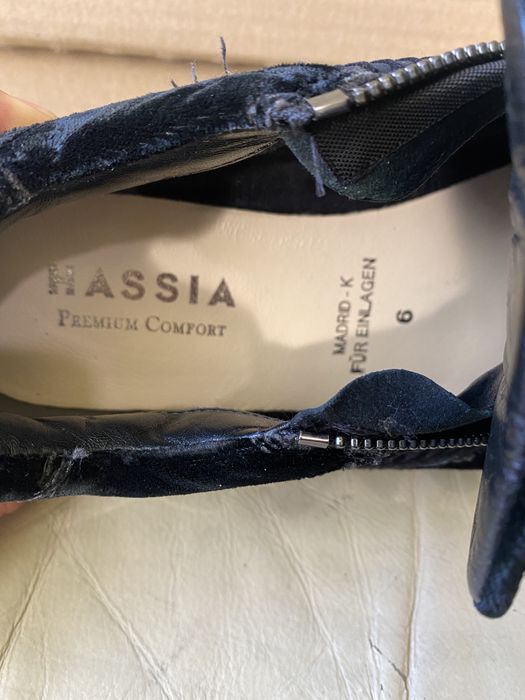 HASSIA
PREMIUM COMFORT
MADRID - K
FÜR EINLAGEN
6